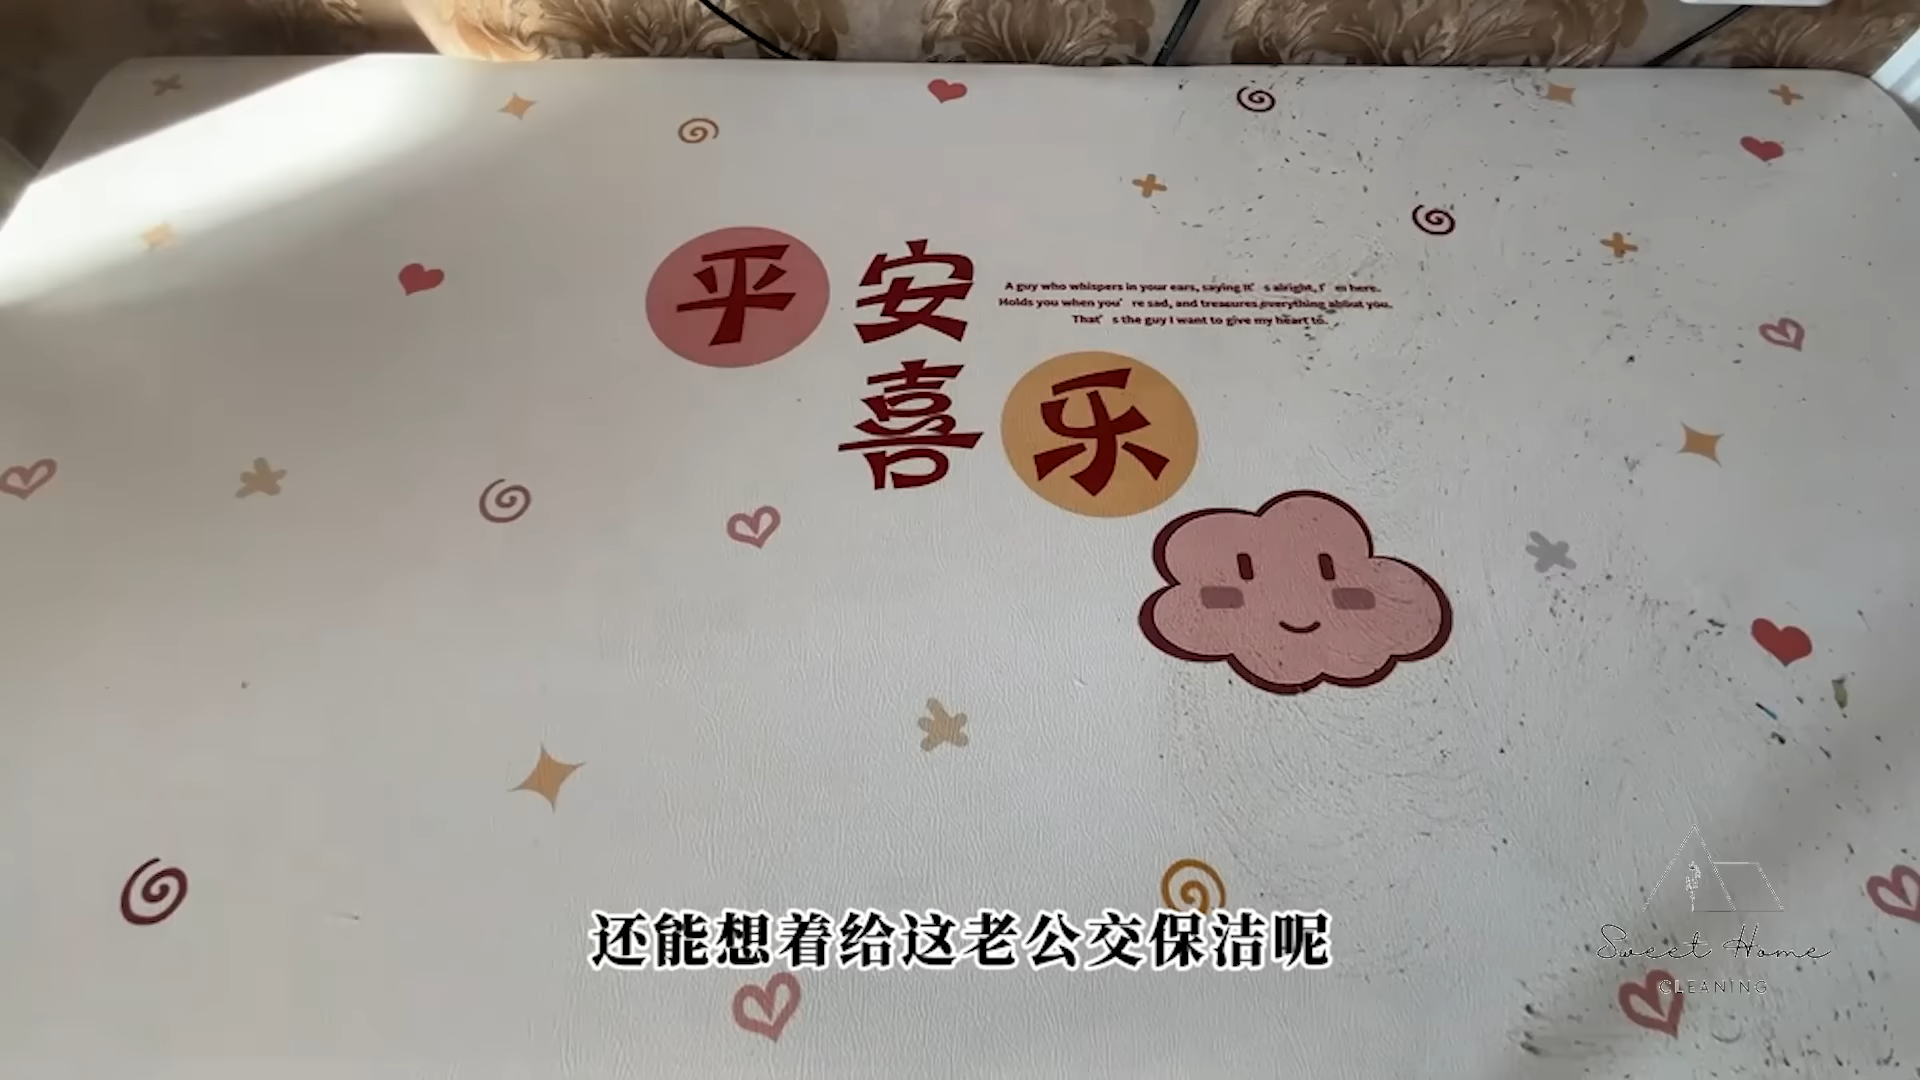 平安
喜乐
A guy who whispers in your ears, saying it' s alright, I' m here.
Holds you when you' re sad, and treasures everything about you.
That' s the guy I want to give my heart to.
还能想着给这老公交保洁呢
Sweet Home
CLEANING